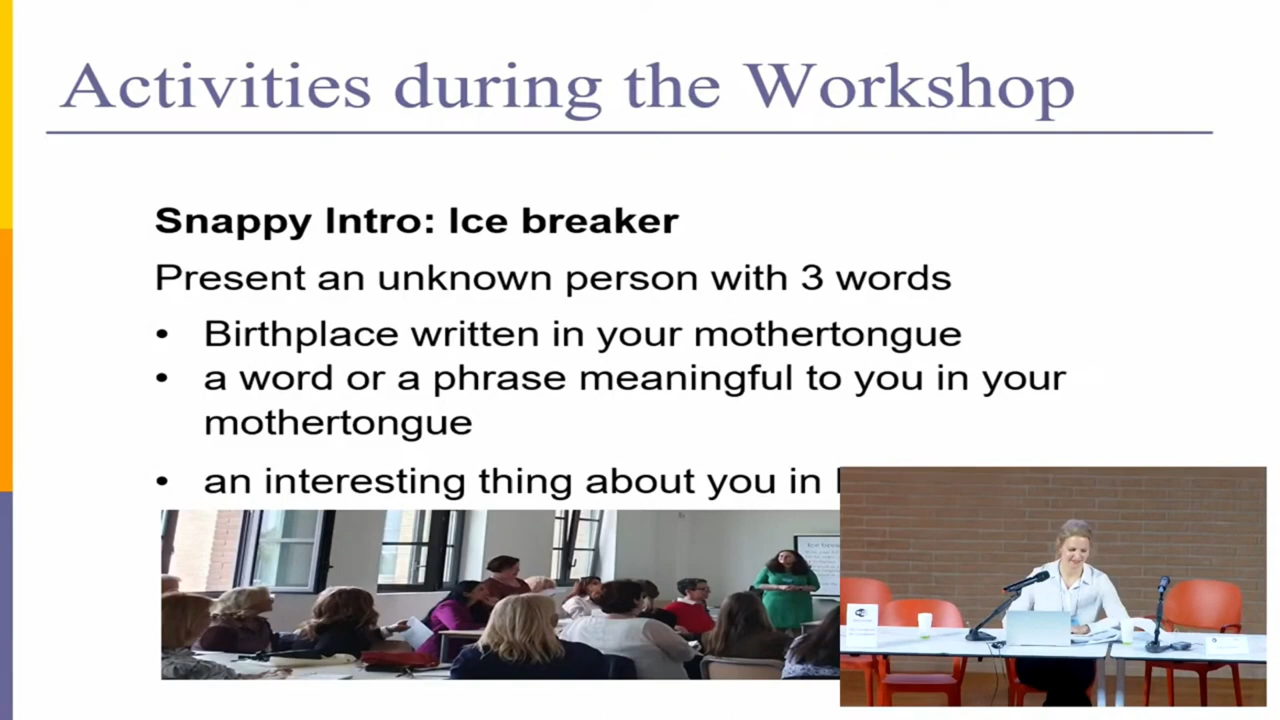 Activities during the Workshop
Snappy Intro: Ice breaker
Present an unknown person with 3 words
• Birthplace written in your mothertongue
• a word or a phrase meaningful to you in your
mothertongue
• an interesting thing about you in